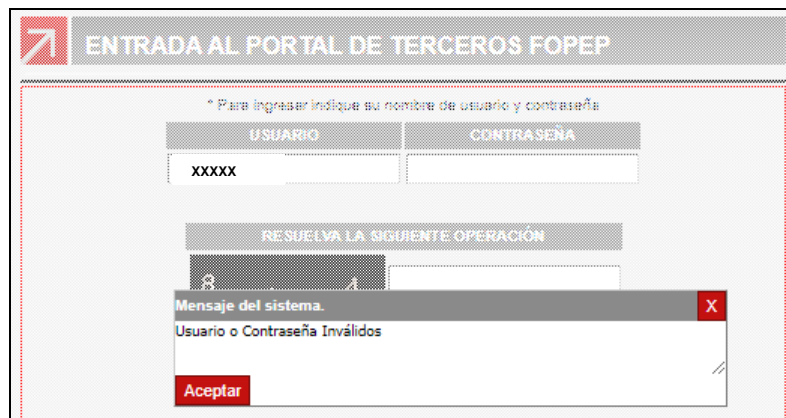 ENTRADA AL PORTAL DE TERCEROS FOPEP
* Para ingresar indique su nombre de usuario y contraseña
USUARIO CONTRASEÑA
xxxxx
RESUELVA LA SIGUIENTE OPERACIÓN
Mensaje del sistema. X
Usuario o Contraseña Inválidos
Aceptar